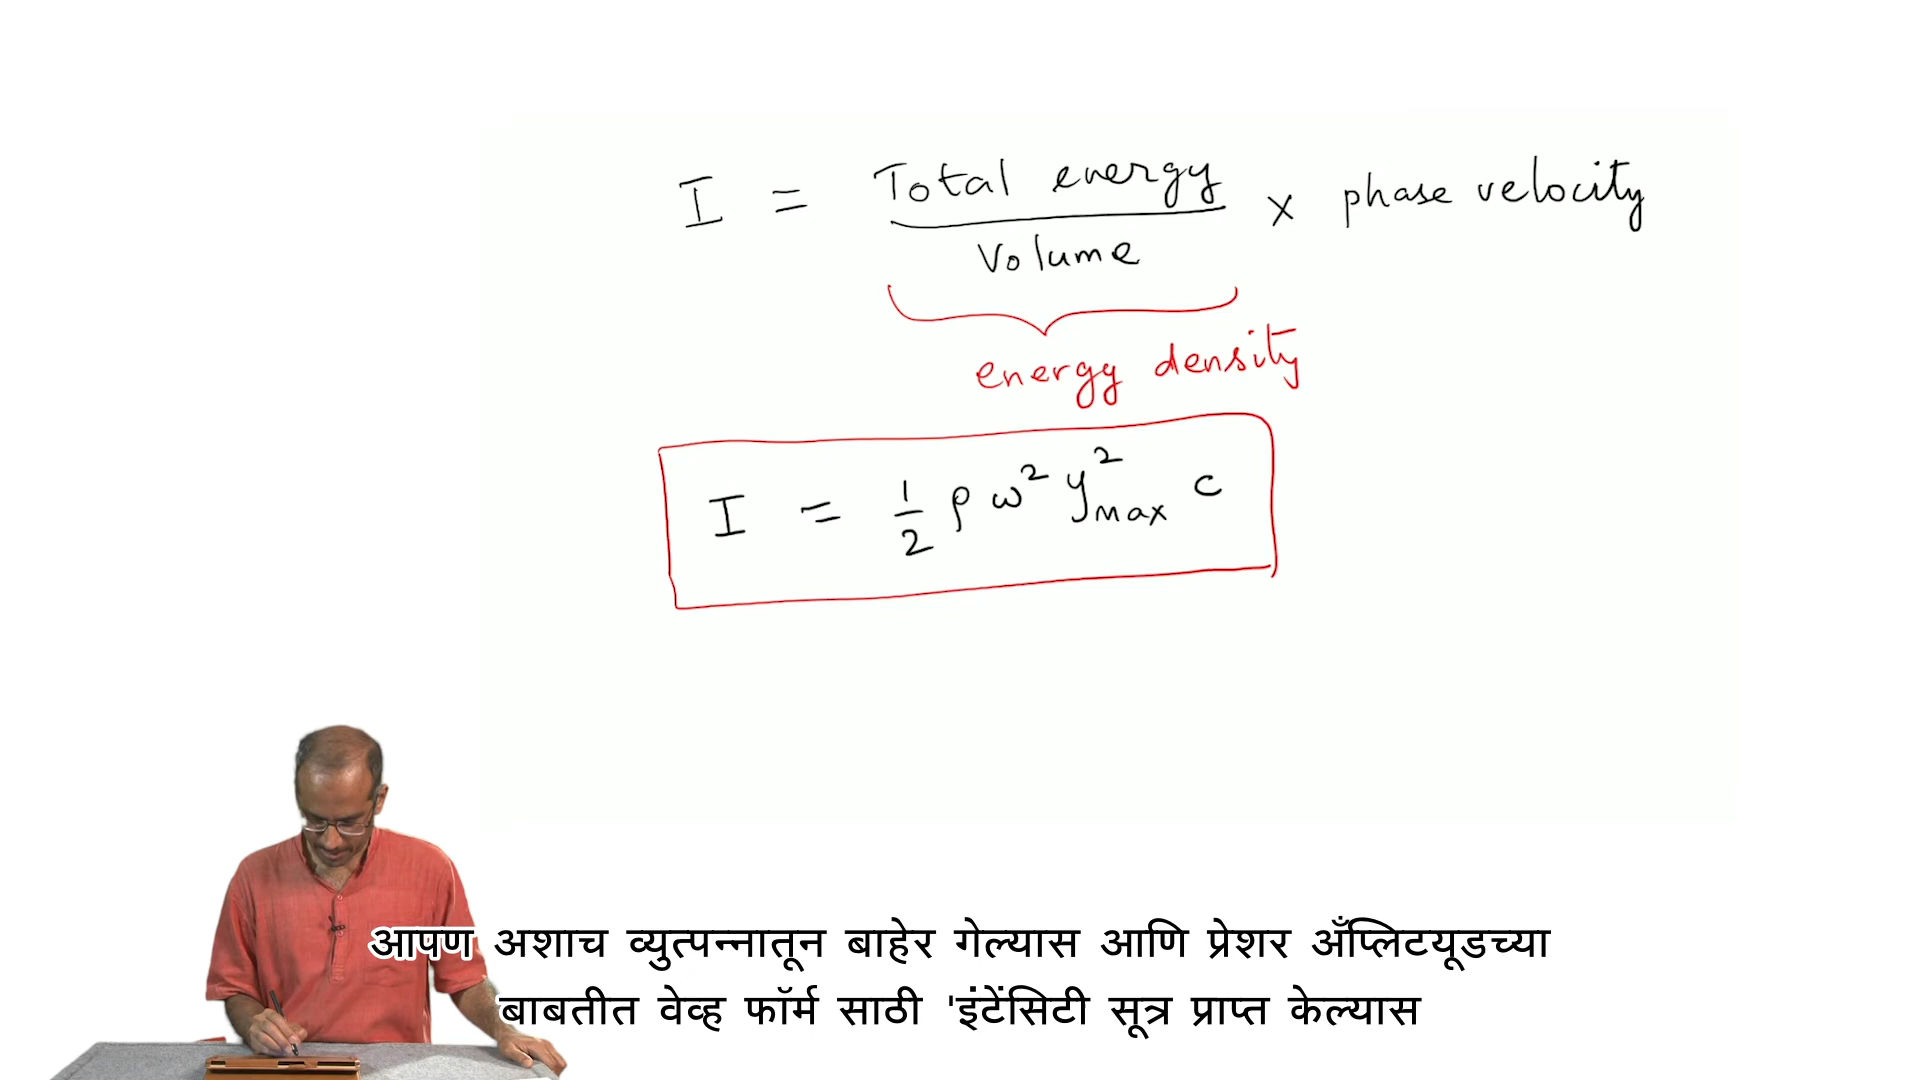 I = Total energy / Volume × phase velocity
energy density
I = 1/2 ρ ω² y²max c
आपण अशाच व्युत्पन्नातून बाहेर गेल्यास आणि प्रेशर अँप्लिटयूडच्या
बाबतीत वेव्ह फॉर्म साठी 'इंटेंसिटी सूत्र प्राप्त केल्यास